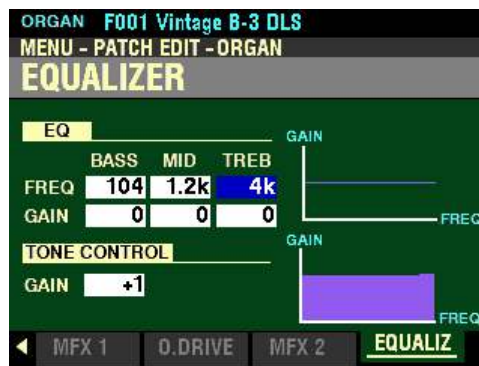 ORGAN F001 Vintage B-3 DLS
MENU - PATCH EDIT - ORGAN
EQUALIZER
EQ
GAIN
BASS MID TREB
FREQ 104 1.2k 4k
GAIN 0 0 0
FREQ
TONE CONTROL
GAIN
GAIN +1
FREQ
MFX 1 O.DRIVE MFX 2 EQUALIZ